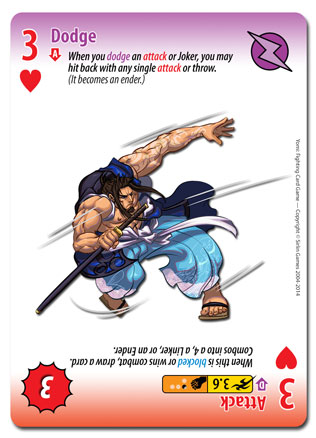 3 Dodge
When you dodge an attack or Joker, you may
hit back with any single attack or throw.
(It becomes an ender.)
Yomi: Fighting Card Game — Copyright © Sirlin Games 2004-2014
3 Attack
D 3.6
When this is blocked or wins combat, draw a card.
Combos into a 4, a Linker, or an Ender.
3